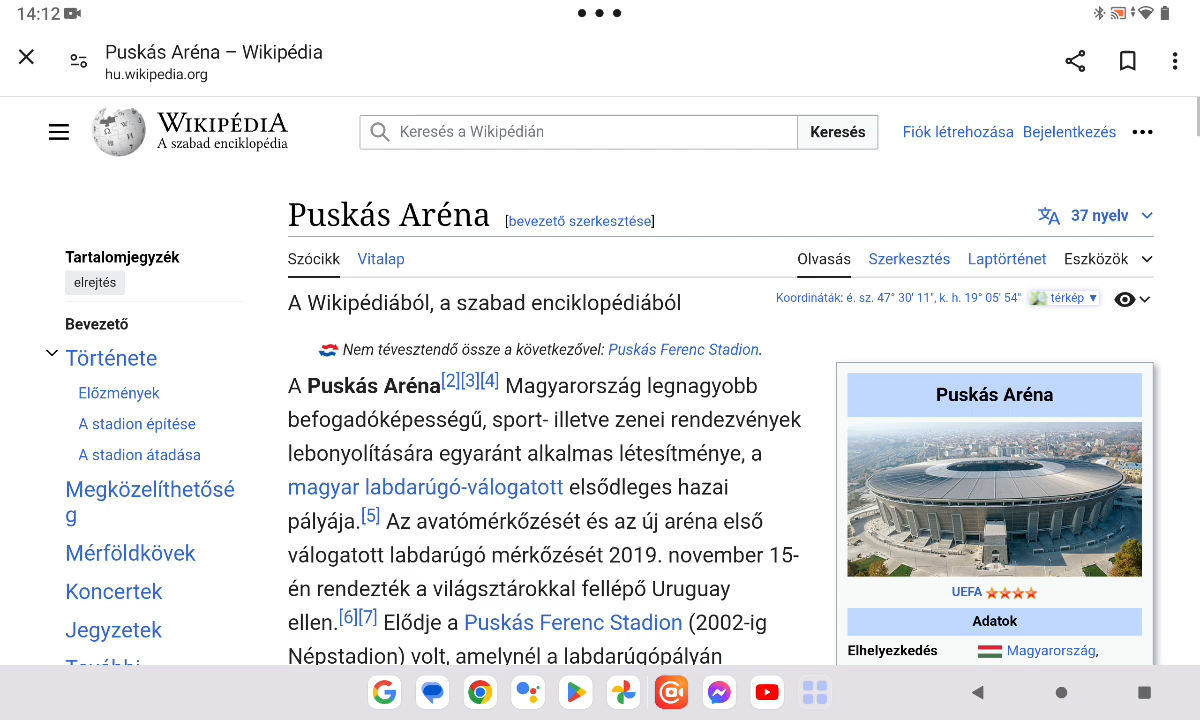 14:12
Puskás Aréna – Wikipédia
hu.wikipedia.org
WIKIPÉDIA
A szabad enciklopédia
Keresés a Wikipédián
Keresés
Fiók létrehozása Bejelentkezés
Puskás Aréna [bevezető szerkesztése]
37 nyelv
Tartalomjegyzék
elrejtés
Bevezető
Története
Előzmények
A stadion építése
A stadion átadása
Megközelíthetősé
g
Mérföldkövek
Koncertek
Jegyzetek
További
Szócikk Vitalap
Olvasás Szerkesztés Laptörténet Eszközök
A Wikipédiából, a szabad enciklopédiából
Koordináták: é. sz. 47° 30′ 11″, k. h. 19° 05′ 54″ térkép ▼
Nem tévesztendő össze a következővel: Puskás Ferenc Stadion.
A Puskás Aréna[2][3][4] Magyarország legnagyobb
befogadóképességű, sport- illetve zenei rendezvények
lebonyolítására egyaránt alkalmas létesítménye, a
magyar labdarúgó-válogatott elsődleges hazai
pályája.[5] Az avatómérkőzését és az új aréna első
válogatott labdarúgó mérkőzését 2019. november 15-
én rendezték a világsztárokkal fellépő Uruguay
ellen.[6][7] Elődje a Puskás Ferenc Stadion (2002-ig
Népstadion) volt, amelynél a labdarúgópályán
Puskás Aréna
UEFA
Adatok
Elhelyezkedés Magyarország,